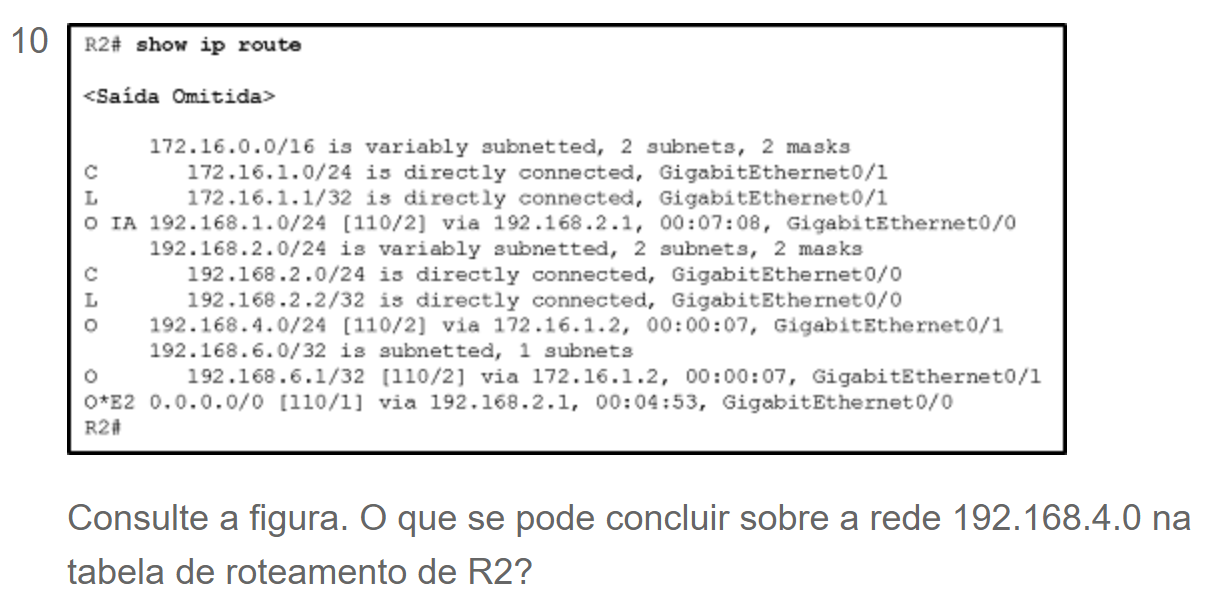 10
R2# show ip route
<Saída Omitida>
172.16.0.0/16 is variably subnetted, 2 subnets, 2 masks
C 172.16.1.0/24 is directly connected, GigabitEthernet0/1
L 172.16.1.1/32 is directly connected, GigabitEthernet0/1
O IA 192.168.1.0/24 [110/2] via 192.168.2.1, 00:07:08, GigabitEthernet0/0
192.168.2.0/24 is variably subnetted, 2 subnets, 2 masks
C 192.168.2.0/24 is directly connected, GigabitEthernet0/0
L 192.168.2.2/32 is directly connected, GigabitEthernet0/0
O 192.168.4.0/24 [110/2] via 172.16.1.2, 00:00:07, GigabitEthernet0/1
192.168.6.0/32 is subnetted, 1 subnets
O 192.168.6.1/32 [110/2] via 172.16.1.2, 00:00:07, GigabitEthernet0/1
O*E2 0.0.0.0/0 [110/1] via 192.168.2.1, 00:04:53, GigabitEthernet0/0
R2#
Consulte a figura. O que se pode concluir sobre a rede 192.168.4.0 na
tabela de roteamento de R2?